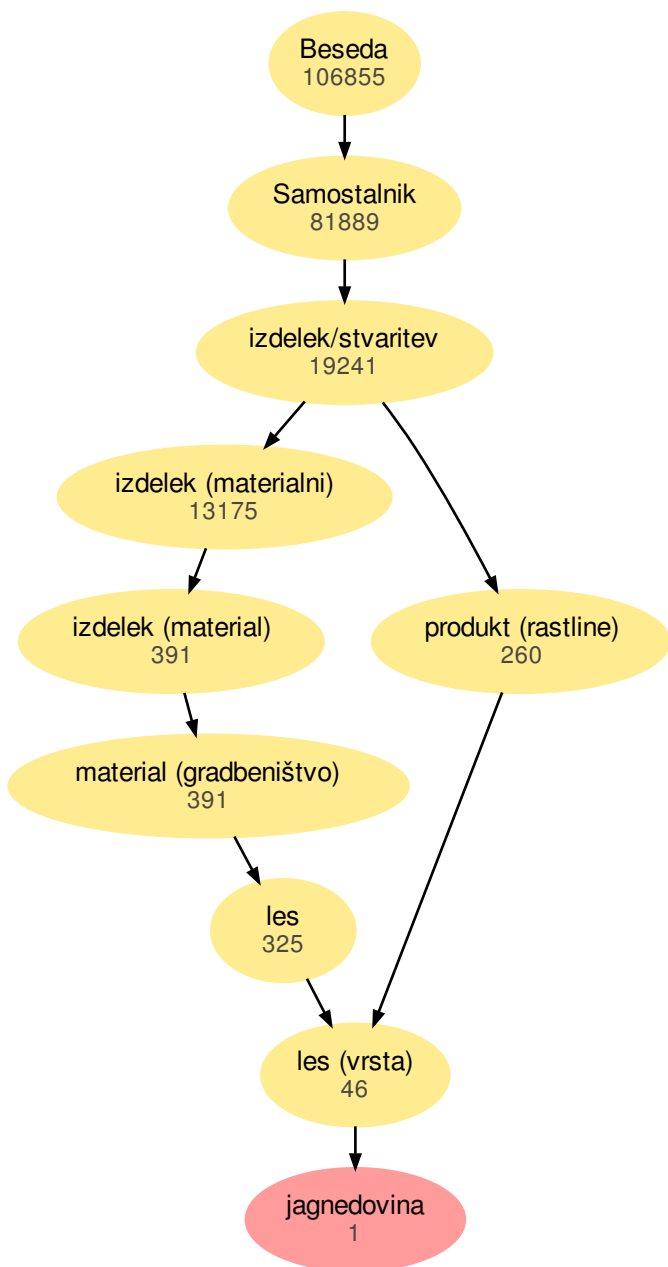 Beseda
106855
Samostalnik
81889
izdelek/stvaritev
19241
izdelek (materialni)
13175
izdelek (material)
391
produkt (rastline)
260
material (gradbeništvo)
391
les
325
les (vrsta)
46
jagnedovina
1